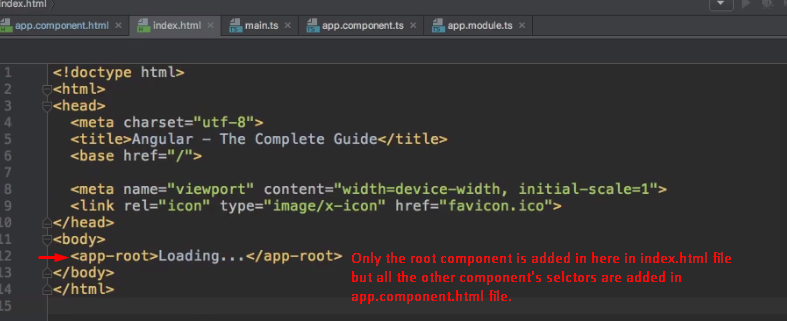 index.html
app.component.html × index.html × main.ts × app.component.ts × app.module.ts ×
1 <!doctype html>
2 <html>
3 <head>
4 <meta charset="utf-8">
5 <title>Angular - The Complete Guide</title>
6 <base href="/">
7
8 <meta name="viewport" content="width=device-width, initial-scale=1">
9 <link rel="icon" type="image/x-icon" href="favicon.ico">
10 </head>
11 <body>
12 <app-root>Loading...</app-root>
13 </body>
14 </html>
15
Only the root component is added in here in index.html file
but all the other component's selctors are added in
app.component.html file.